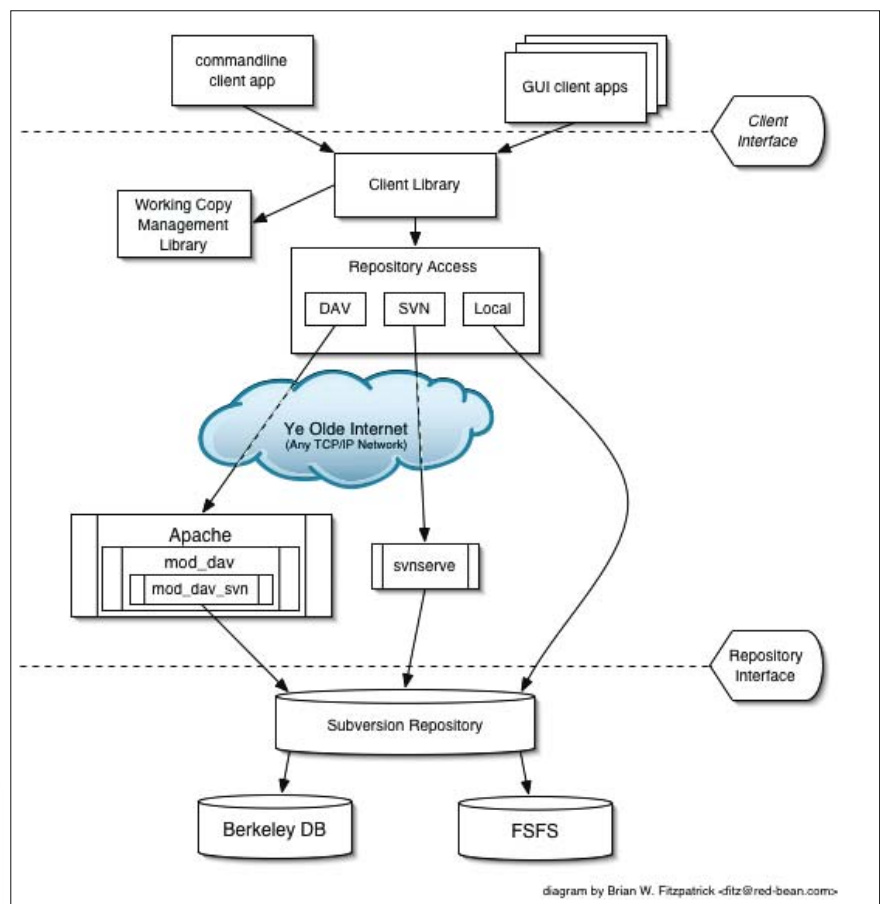 commandline
client app
GUI client apps
Client
Interface
Client Library
Working Copy
Management
Library
Repository Access
DAV
SVN
Local
Ye Olde Internet
(Any TCP/IP Network)
Apache
mod_dav
mod_dav_svn
svnserve
Repository
Interface
Subversion Repository
Berkeley DB
FSFS
diagram by Brian W. Fitzpatrick <fitz@red-bean.com>